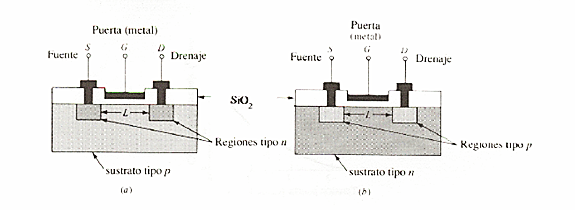 Puerta (metal)
Fuente S G D Drenaje
L
Regiones tipo n
sustrato tipo p
(a)
SiO2
Puerta
(metal)
Fuente S G D Drenaje
L
Regiones tipo p
sustrato tipo n
(b)